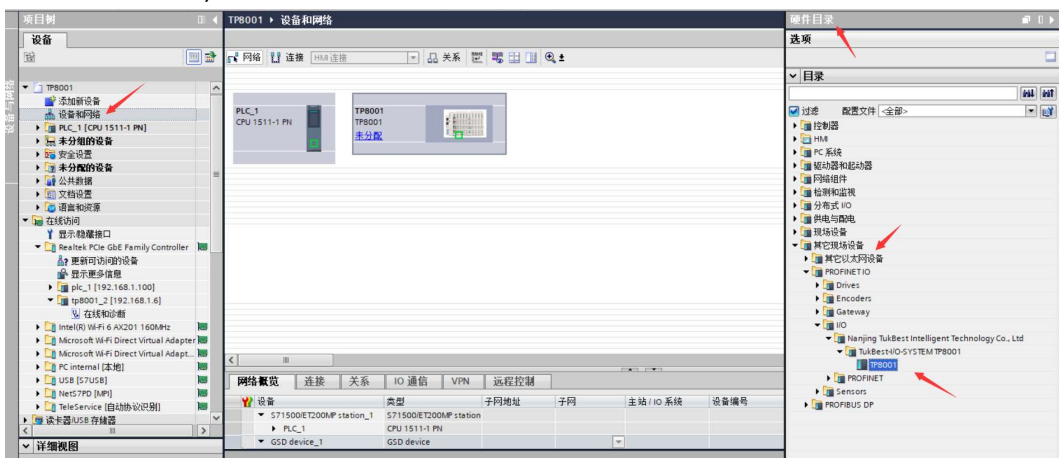 项目树
TP8001 ▸ 设备和网络
硬件目录
设备
选项
网络 连接 HMI 连接 关系
目录
TP8001
添加新设备
设备和网络
PLC_1 [CPU 1511-1 PN]
未分组的设备
安全设置
未分配的设备
公共数据
文档设置
语言和资源
在线访问
显示/隐藏接口
Realtek PCIe GbE Family Controller
更新可访问的设备
显示更多信息
plc_1 [192.168.1.100]
tp8001_2 [192.168.1.6]
在线和诊断
Intel(R) Wi-Fi 6 AX201 160MHz
Microsoft Wi-Fi Direct Virtual Adapter
Microsoft Wi-Fi Direct Virtual Adapt...
PC internal [本地]
USB [S7USB]
NetS7PD [MPI]
TeleService [自动协议识别]
读卡器/USB 存储器
详细视图
PLC_1
CPU 1511-1 PN
TP8001
TP8001
未分配
网络概览 连接 关系 IO 通信 VPN 远程控制
设备 类型 子网地址 子网 主站 / IO 系统 设备编号
S71500/ET200MP station_1 S71500/ET200MP station
PLC_1 CPU 1511-1 PN
GSD device_1 GSD device
过滤 配置文件 <全部>
控制器
HMI
PC 系统
驱动器和起动器
网络组件
检测和监视
分布式 I/O
供电与配电
现场设备
其它现场设备
其它以太网设备
PROFINET IO
Drives
Encoders
Gateway
I/O
Nanjing TukBest Intelligent Technology Co., Ltd
TukBest-I/O-SYSTEM TP8001
TP8001
PROFINET
Sensors
PROFIBUS DP